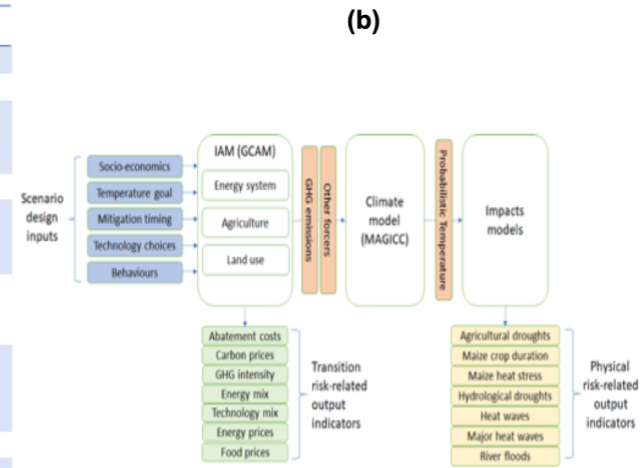 (b)
Scenario
design
inputs
Socio-economics
Temperature goal
Mitigation timing
Technology choices
Behaviours
IAM (GCAM)
Energy system
Agriculture
Land use
GHG emissions
Other forcers
Climate
model
(MAGICC)
Probabilistic Temperature
Impacts
models
Abatement costs
Carbon prices
GHG intensity
Energy mix
Technology mix
Energy prices
Food prices
Transition
risk-related
output
indicators
Agricultural droughts
Maize crop duration
Maize heat stress
Hydrological droughts
Heat waves
Major heat waves
River floods
Physical
risk-related
output
indicators